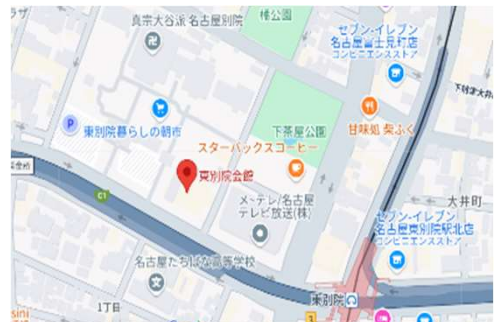 ラザ
真宗大谷派 名古屋別院
橘公園
セブン-イレブン
名古屋富士見町店
コンビニエンスストア
下茶屋公園
甘味処 柴ふく
P
東別院暮らしの朝市
スターバックスコーヒー
東別院会館
メ~テレ/名古屋
テレビ放送(株)
大井町
セブン-イレブン
名古屋東別院駅北店
コンビニエンスストア
名古屋たちばな高等学校
文
1丁目
東別院
sini